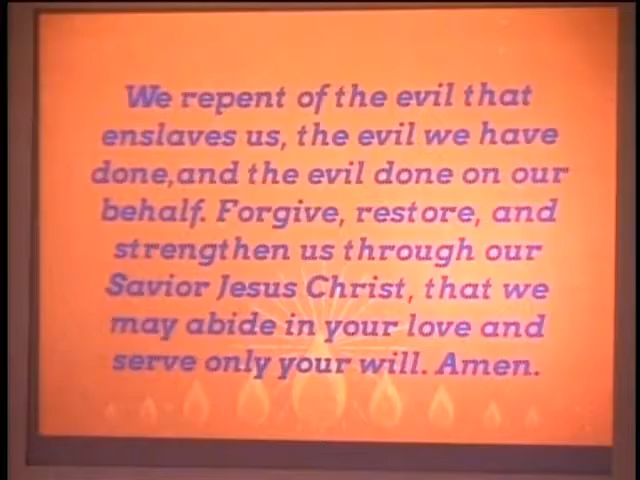 We repent of the evil that
enslaves us, the evil we have
done,and the evil done on our
behalf. Forgive, restore, and
strengthen us through our
Savior Jesus Christ, that we
may abide in your love and
serve only your will. Amen.